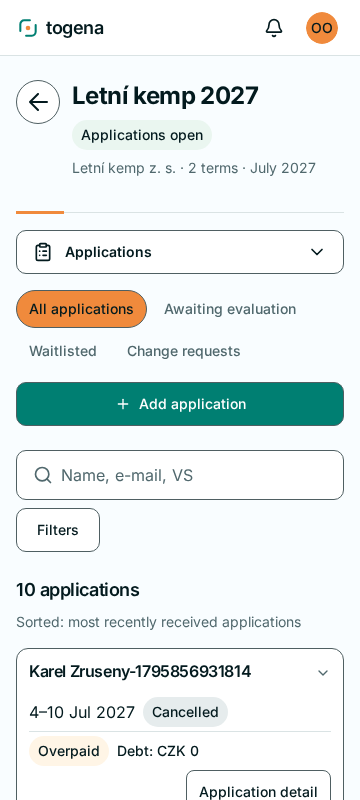 togena
OO
Letní kemp 2027
Applications open
Letní kemp z. s. · 2 terms · July 2027
Applications
All applications
Awaiting evaluation
Waitlisted
Change requests
+ Add application
Name, e-mail, VS
Filters
10 applications
Sorted: most recently received applications
Karel Zruseny-1795856931814
4–10 Jul 2027
Cancelled
Overpaid
Debt: CZK 0
Application detail